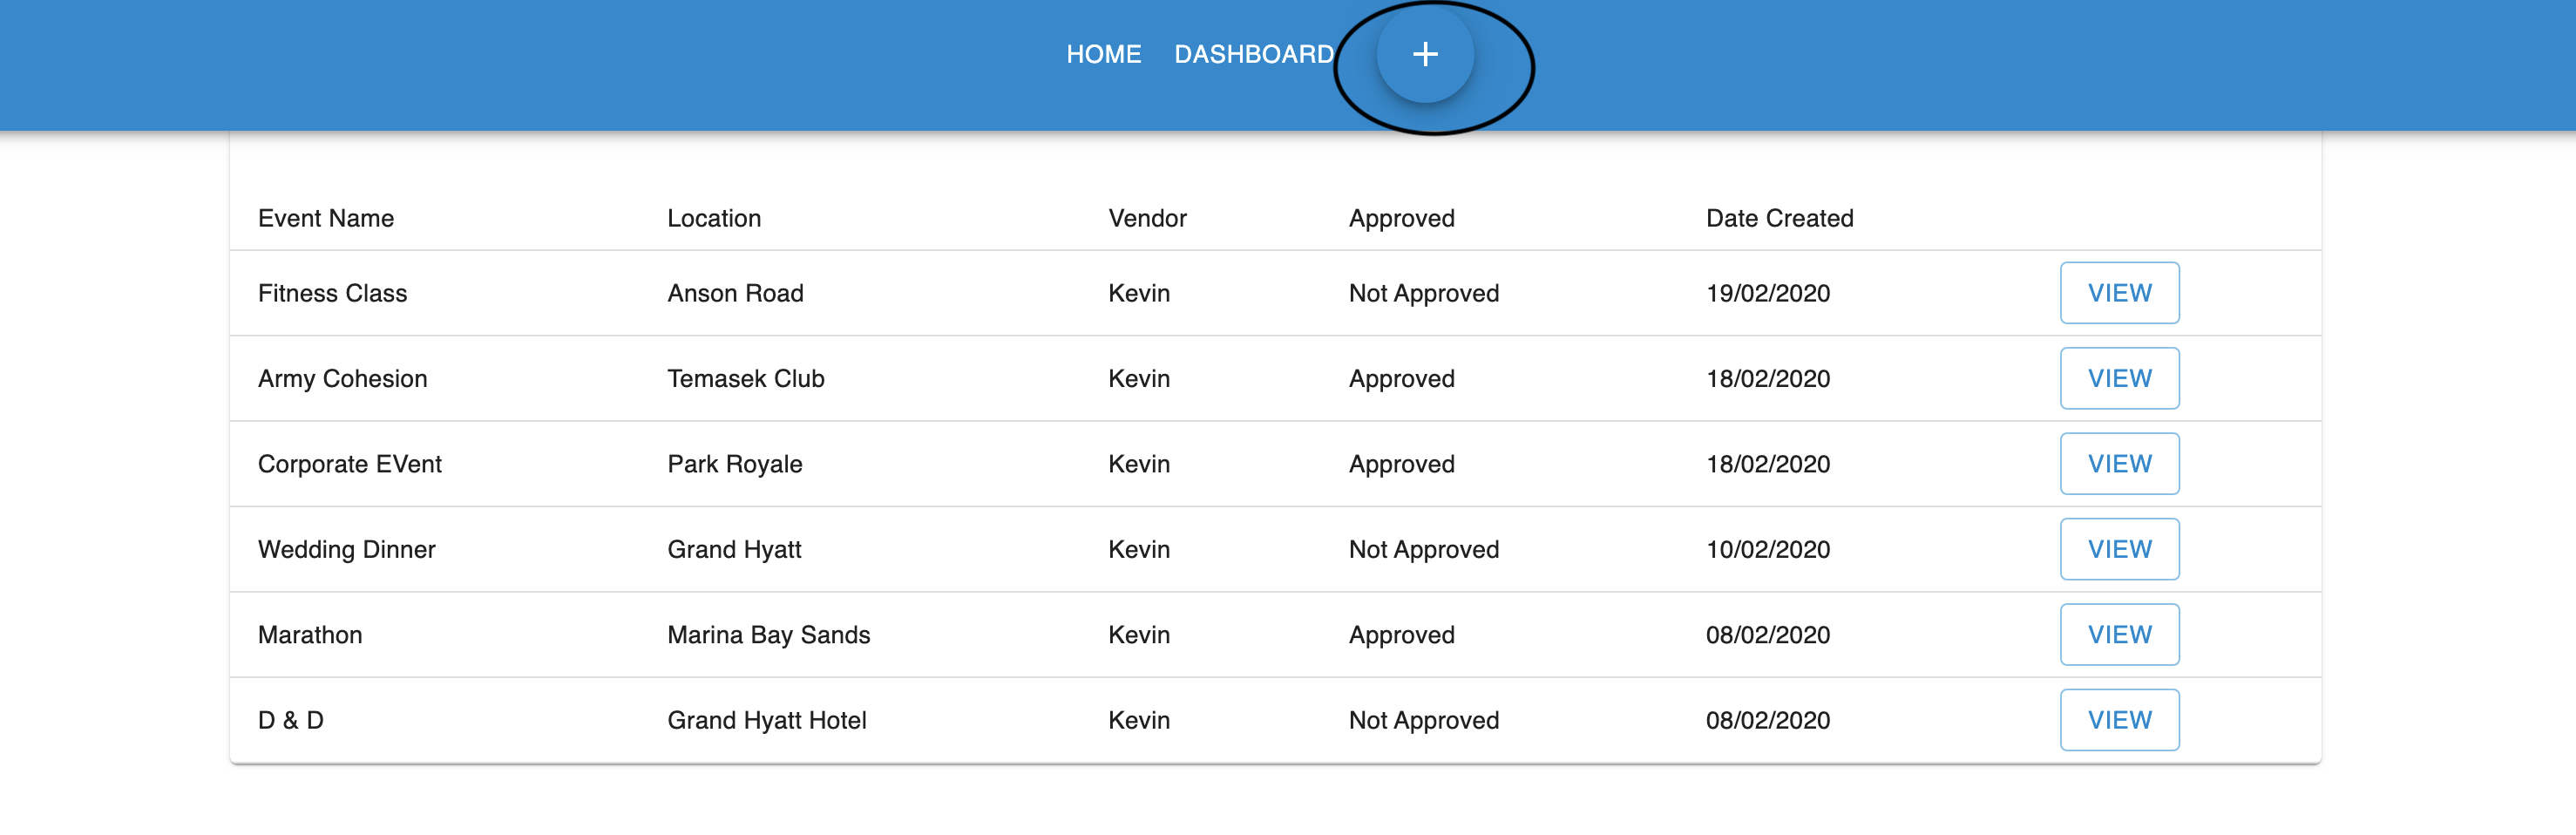 HOME DASHBOARD +
Event Name Location Vendor Approved Date Created
Fitness Class Anson Road Kevin Not Approved 19/02/2020 VIEW
Army Cohesion Temasek Club Kevin Approved 18/02/2020 VIEW
Corporate EVent Park Royale Kevin Approved 18/02/2020 VIEW
Wedding Dinner Grand Hyatt Kevin Not Approved 10/02/2020 VIEW
Marathon Marina Bay Sands Kevin Approved 08/02/2020 VIEW
D & D Grand Hyatt Hotel Kevin Not Approved 08/02/2020 VIEW